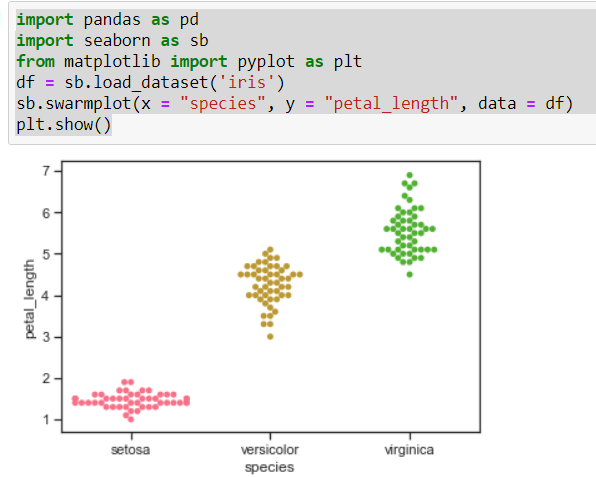 import pandas as pd
import seaborn as sb
from matplotlib import pyplot as plt
df = sb.load_dataset('iris')
sb.swarmplot(x = "species", y = "petal_length", data = df)
plt.show()
7
6
5
4
3
2
1
petal_length
setosa versicolor virginica
species